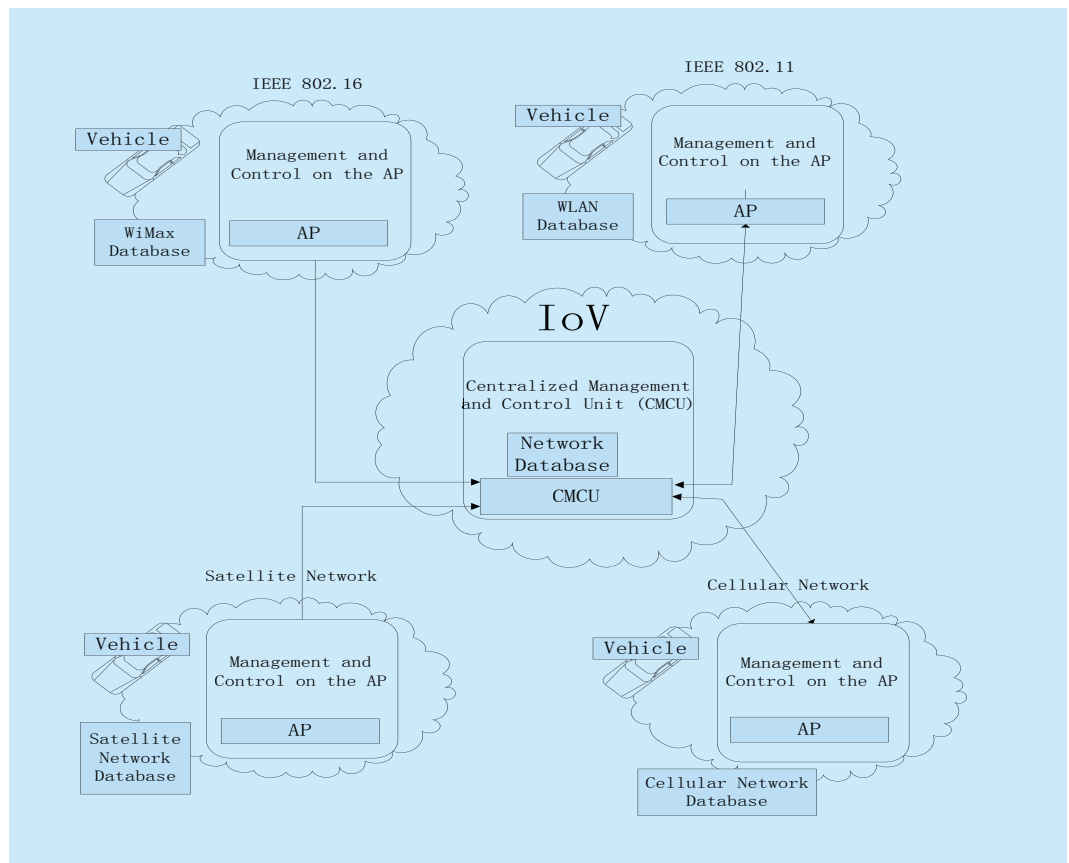 IEEE 802.16
Vehicle
Management and
Control on the AP
AP
WiMax
Database
IEEE 802.11
Vehicle
Management and
Control on the AP
AP
WLAN
Database
IoV
Centralized Management
and Control Unit (CMCU)
Network
Database
CMCU
Satellite Network
Vehicle
Management and
Control on the AP
AP
Satellite
Network
Database
Cellular Network
Vehicle
Management and
Control on the AP
AP
Cellular Network
Database